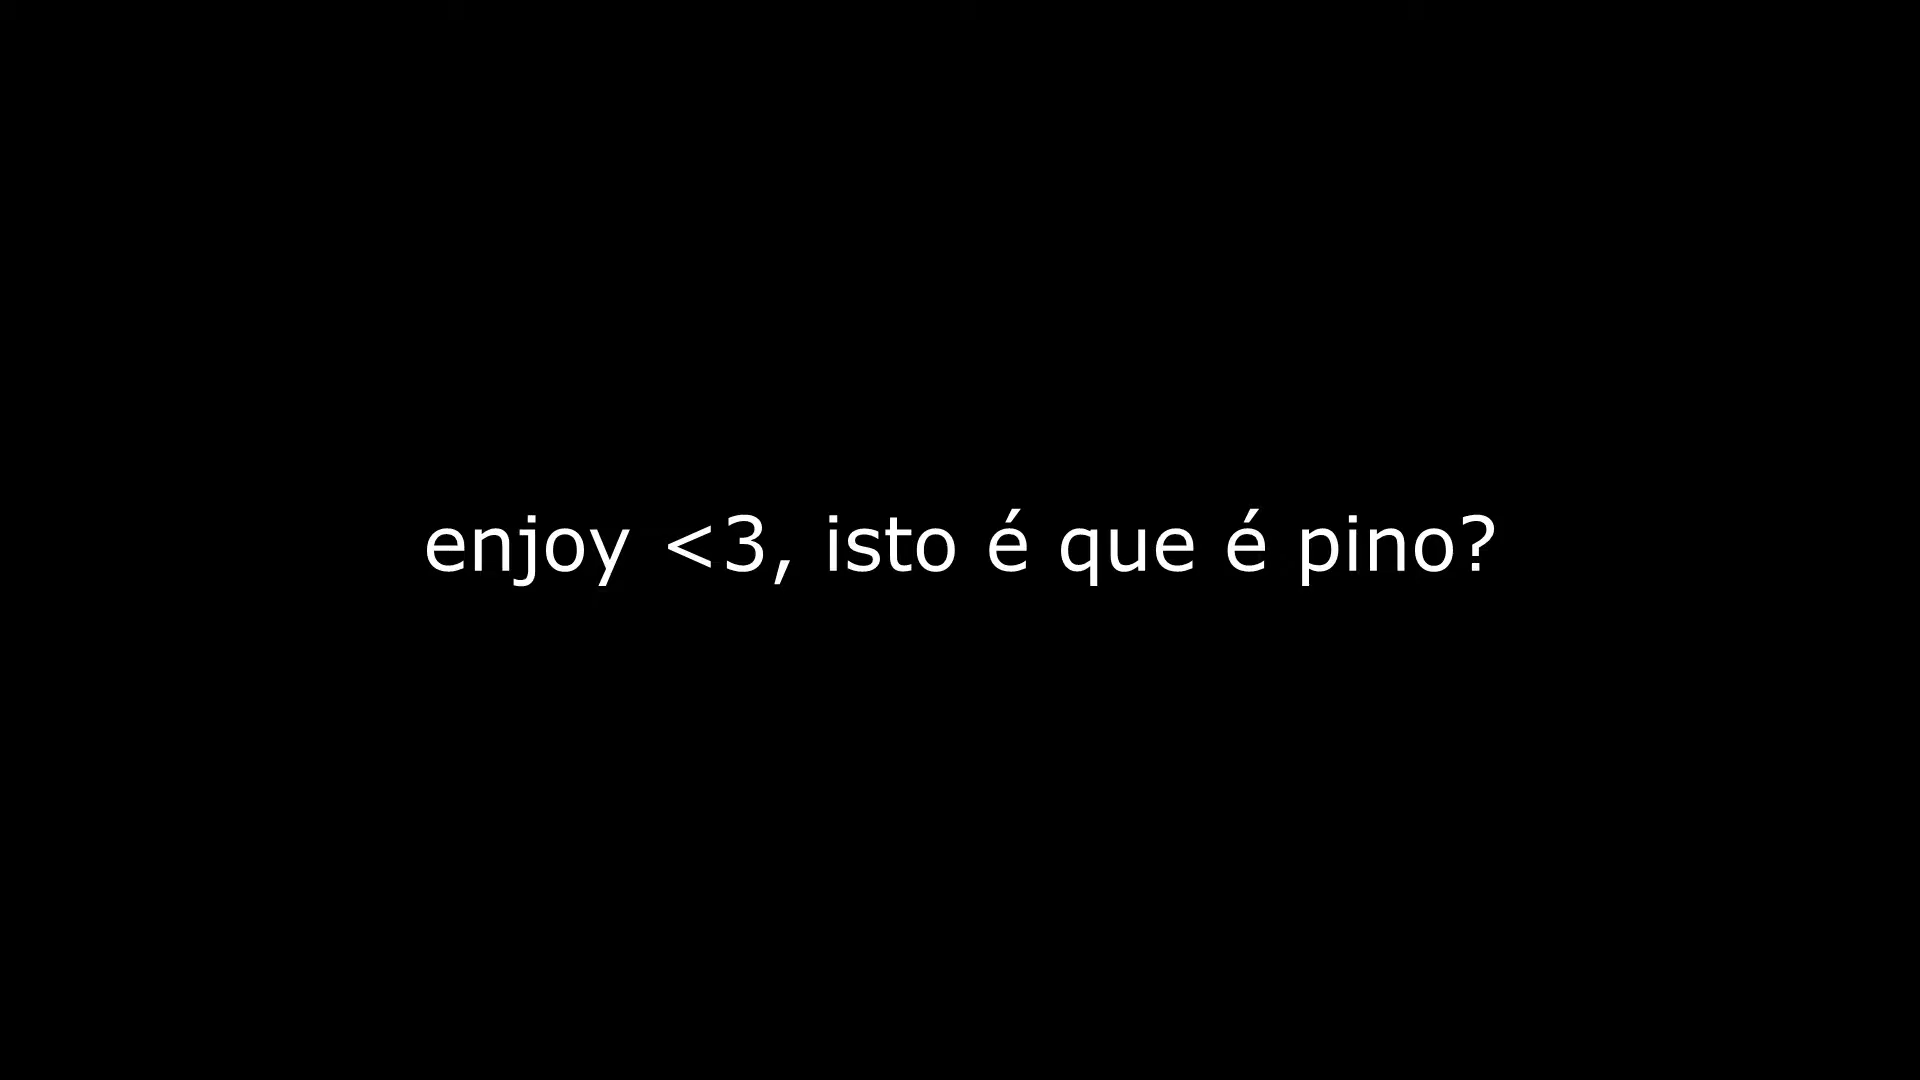 enjoy <3, isto é que é pino?